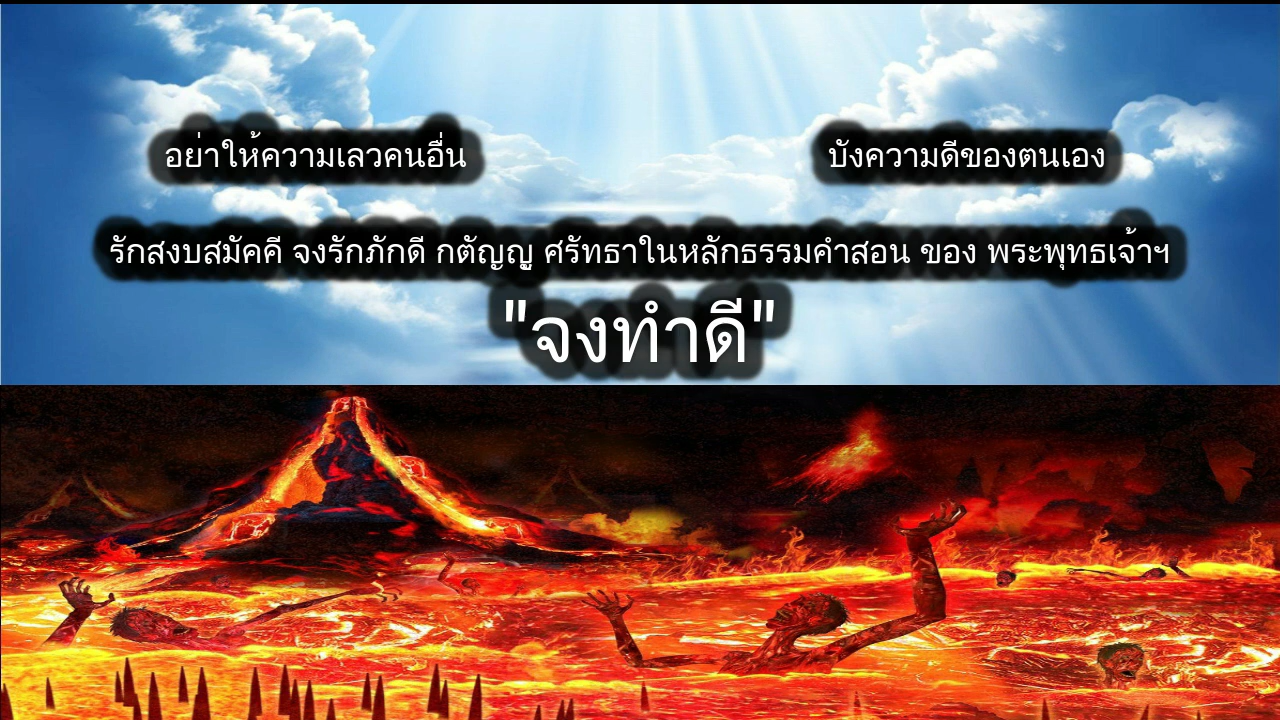 อย่าให้ความเลวคนอื่น บังความดีของตนเอง
รักสงบสมัคคี จงรักภักดี กตัญญู ศรัทธาในหลักธรรมคำสอน ของ พระพุทธเจ้าฯ
"จงทำดี"